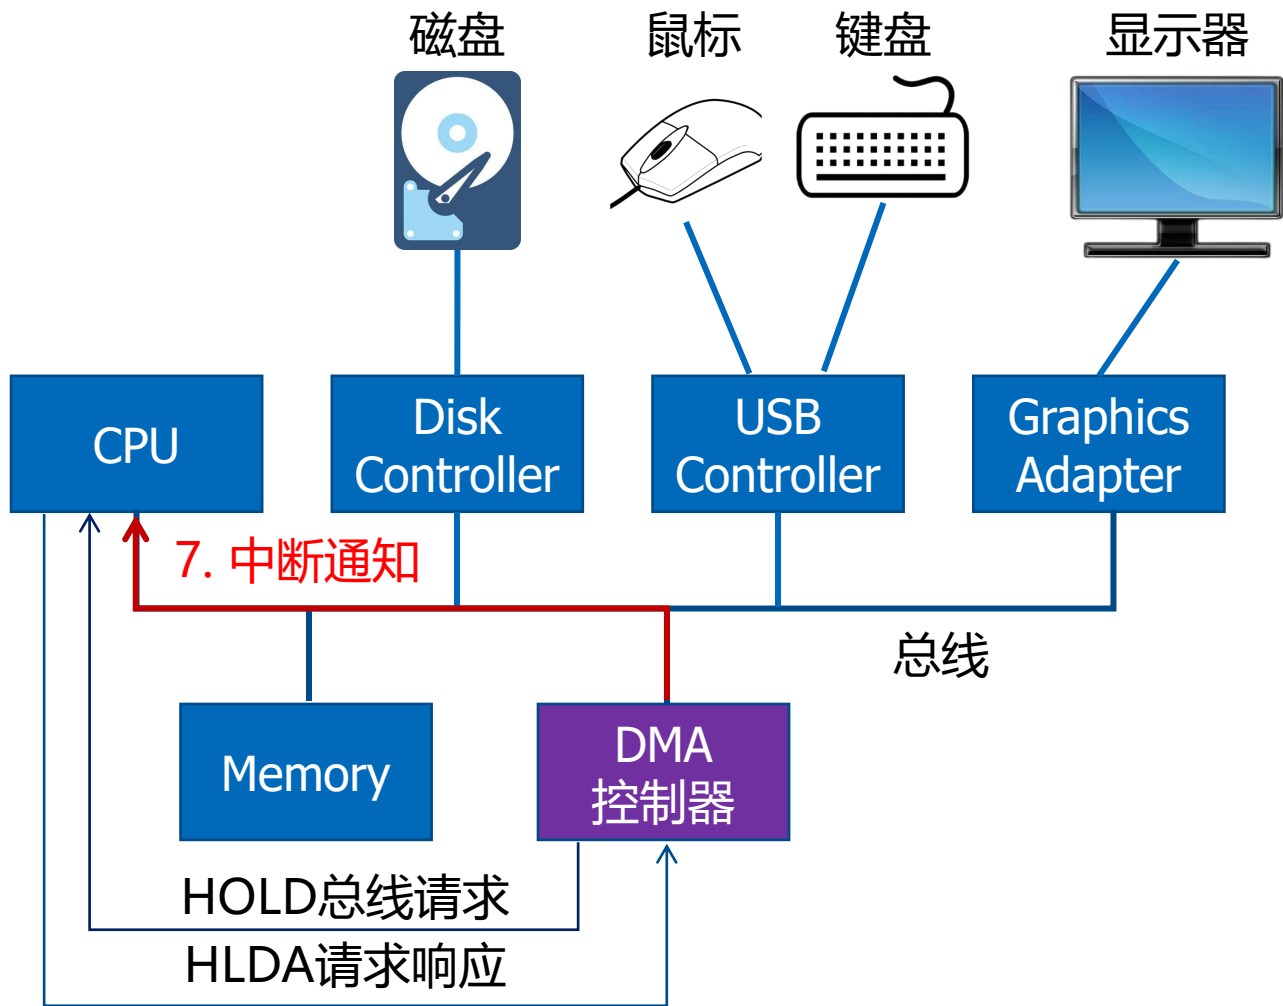 磁盘
鼠标
键盘
显示器
CPU
Disk
Controller
USB
Controller
Graphics
Adapter
7. 中断通知
总线
Memory
DMA
控制器
HOLD总线请求
HLDA请求响应